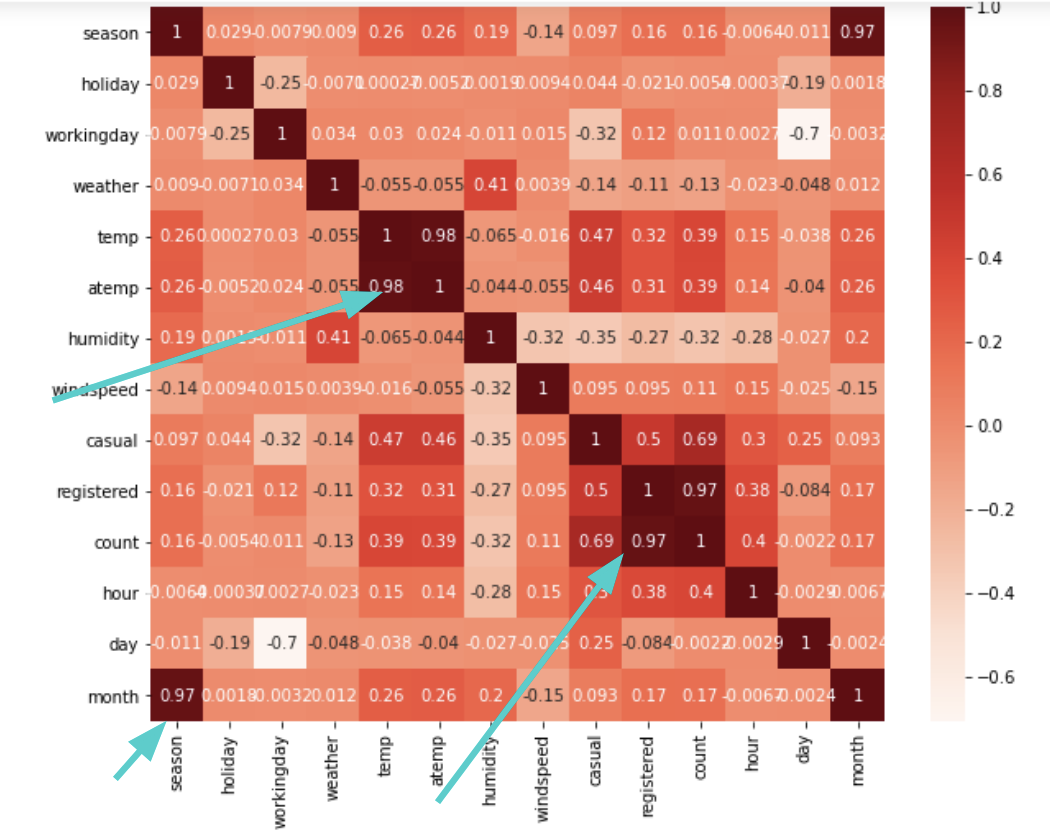 season 1 0.029 -0.0079 0.009 0.26 0.26 0.19 -0.14 0.097 0.16 0.16 -0.0064 -0.011 0.97
holiday 0.029 1 -0.25 -0.0071 0.00027 -0.0052 0.0019 0.0094 0.044 -0.021 -0.0054 -0.00037 -0.19 0.0018
workingday -0.0079 -0.25 1 0.034 0.03 0.024 -0.011 0.015 -0.32 0.12 0.011 0.0027 -0.7 -0.0032
weather 0.009 -0.0071 0.034 1 -0.055 -0.055 0.41 0.0039 -0.14 -0.11 -0.13 -0.023 -0.048 0.012
temp 0.26 0.00027 0.03 -0.055 1 0.98 -0.065 -0.016 0.47 0.32 0.39 0.15 -0.038 0.26
atemp 0.26 -0.0052 0.024 -0.055 0.98 1 -0.044 -0.055 0.46 0.31 0.39 0.14 -0.04 0.26
humidity 0.19 0.0019 -0.011 0.41 -0.065 -0.044 1 -0.32 -0.35 -0.27 -0.32 -0.28 -0.027 0.2
windspeed -0.14 0.0094 0.015 0.0039 -0.016 -0.055 -0.32 1 0.095 0.095 0.11 0.15 -0.025 -0.15
casual 0.097 0.044 -0.32 -0.14 0.47 0.46 -0.35 0.095 1 0.5 0.69 0.3 0.25 0.093
registered 0.16 -0.021 0.12 -0.11 0.32 0.31 -0.27 0.095 0.5 1 0.97 0.38 -0.084 0.17
count 0.16 -0.0054 0.011 -0.13 0.39 0.39 -0.32 0.11 0.69 0.97 1 0.4 -0.0022 0.17
hour -0.0064 -0.00037 0.0027 -0.023 0.15 0.14 -0.28 0.15 0.3 0.38 0.4 1 -0.0029 -0.0067
day -0.011 -0.19 -0.7 -0.048 -0.038 -0.04 -0.027 -0.025 0.25 -0.084 -0.0022 -0.0029 1 -0.0024
month 0.97 0.0018 -0.0032 0.012 0.26 0.26 0.2 -0.15 0.093 0.17 0.17 -0.0067 -0.0024 1
season holiday workingday weather temp atemp humidity windspeed casual registered count hour day month
1.0
0.8
0.6
0.4
0.2
0.0
−0.2
−0.4
−0.6